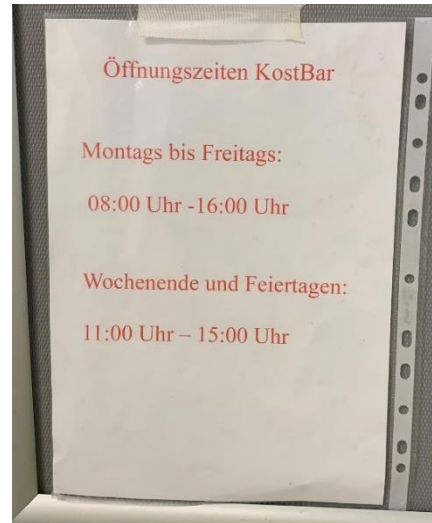 Öffnungszeiten KostBar
Montags bis Freitags:
08:00 Uhr -16:00 Uhr
Wochenende und Feiertagen:
11:00 Uhr – 15:00 Uhr